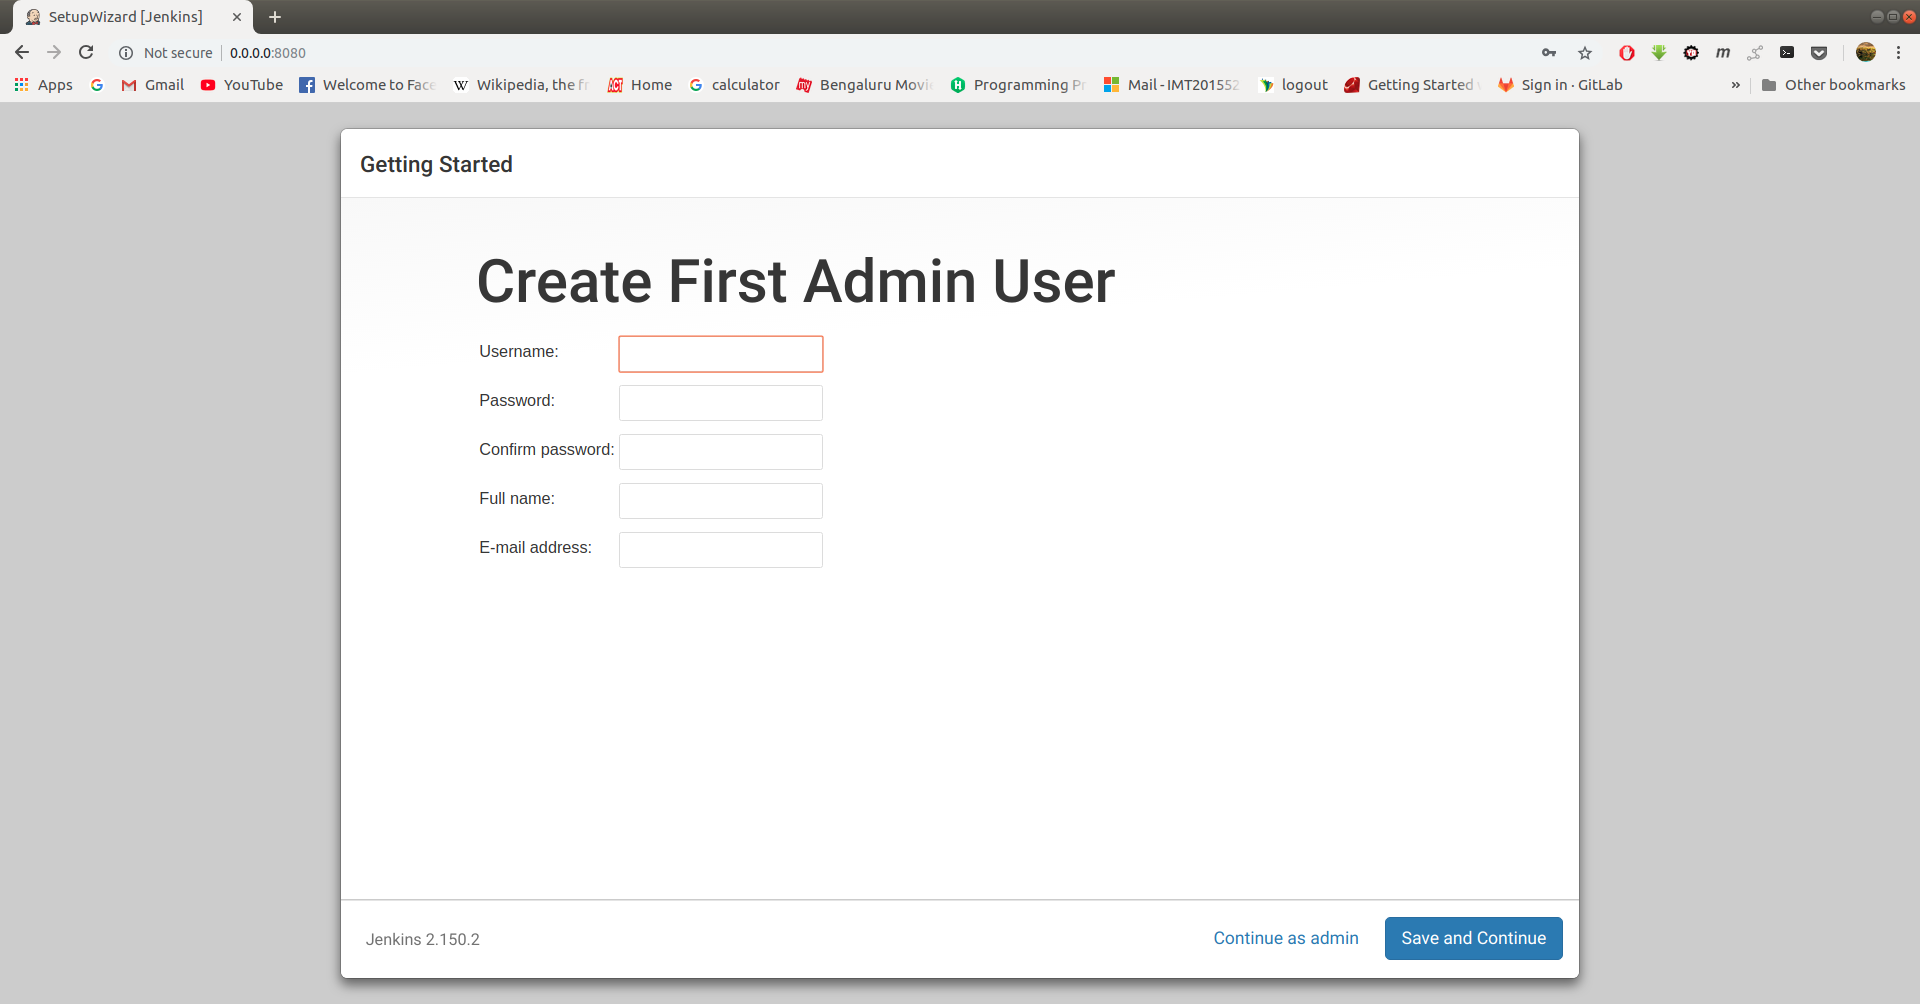 SetupWizard [Jenkins]
Not secure 0.0.0.0:8080
Apps Gmail YouTube Welcome to Face Wikipedia, the fr Home calculator Bengaluru Movi Programming Pr Mail - IMT201552 logout Getting Started Sign in · GitLab » Other bookmarks
Getting Started
Create First Admin User
Username:
Password:
Confirm password:
Full name:
E-mail address:
Jenkins 2.150.2 Continue as admin Save and Continue